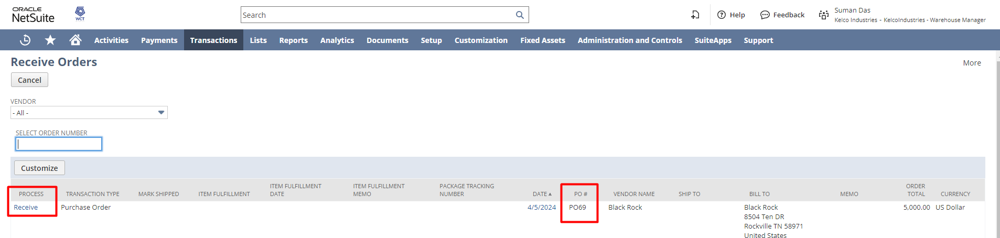 ORACLE
NetSuite
WCT
Search
Help
Feedback
Suman Das
Kelco Industries - KelcoIndustries - Warehouse Manager
Activities Payments Transactions Lists Reports Analytics Documents Setup Customization Fixed Assets Administration and Controls SuiteApps Support
Receive Orders
More
Cancel
VENDOR
- All -
SELECT ORDER NUMBER
Customize
PROCESS TRANSACTION TYPE MARK SHIPPED ITEM FULFILLMENT ITEM FULFILLMENT DATE ITEM FULFILLMENT MEMO PACKAGE TRACKING NUMBER DATE PO # VENDOR NAME SHIP TO BILL TO MEMO ORDER TOTAL CURRENCY
Receive Purchase Order 4/5/2024 PO69 Black Rock Black Rock 5,000.00 US Dollar
8504 Ten DR
Rockville TN 58971
United States